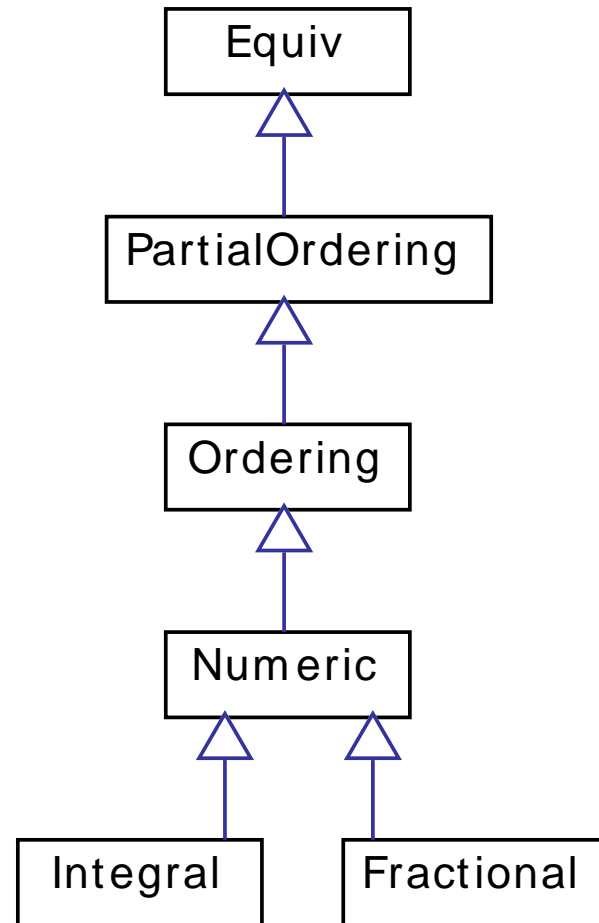 Equiv
PartialOrdering
Ordering
Numeric
Integral
Fractional